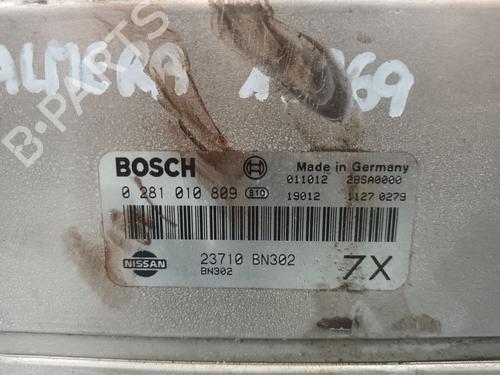 ALMERA
B-PARTS
BOSCH
Made in Germany
0 281 010 809 810
011012 28SA0000
19012 1127 0279
NISSAN
23710 BN302
BN302
7X